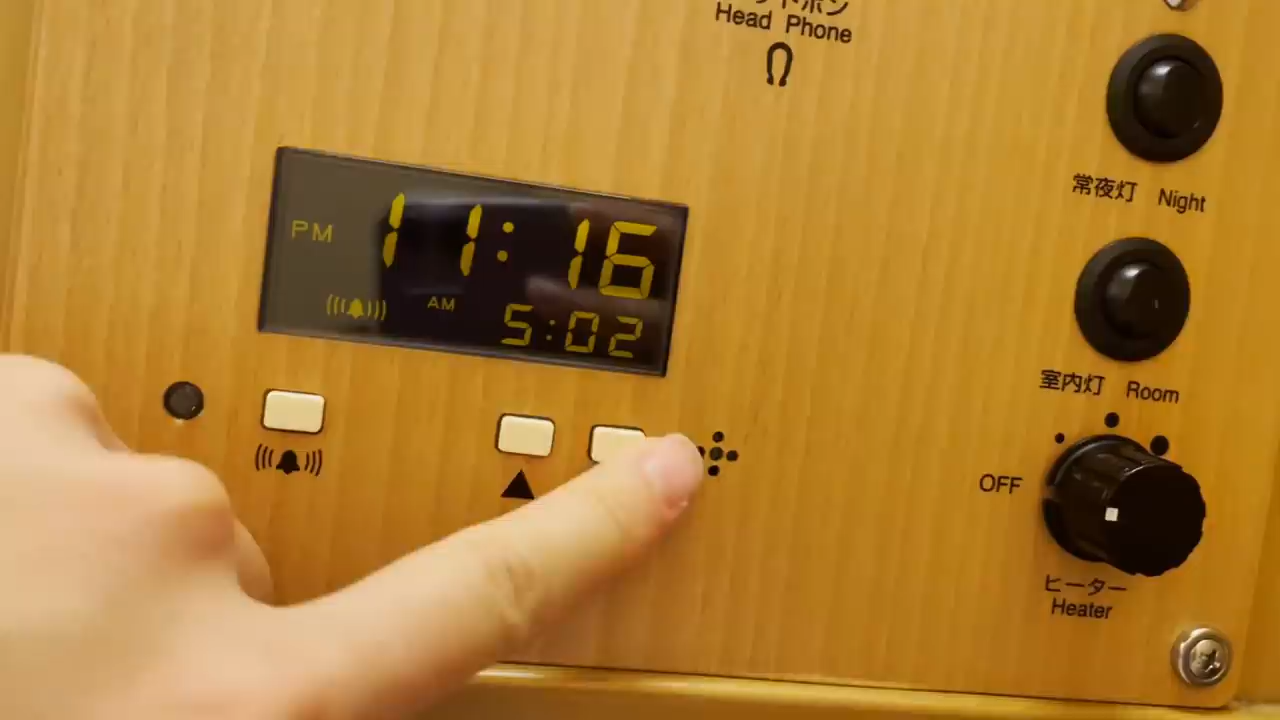 Head Phone
常夜灯 Night
PM 11:16
AM 5:02
室内灯 Room
OFF
ヒーター
Heater